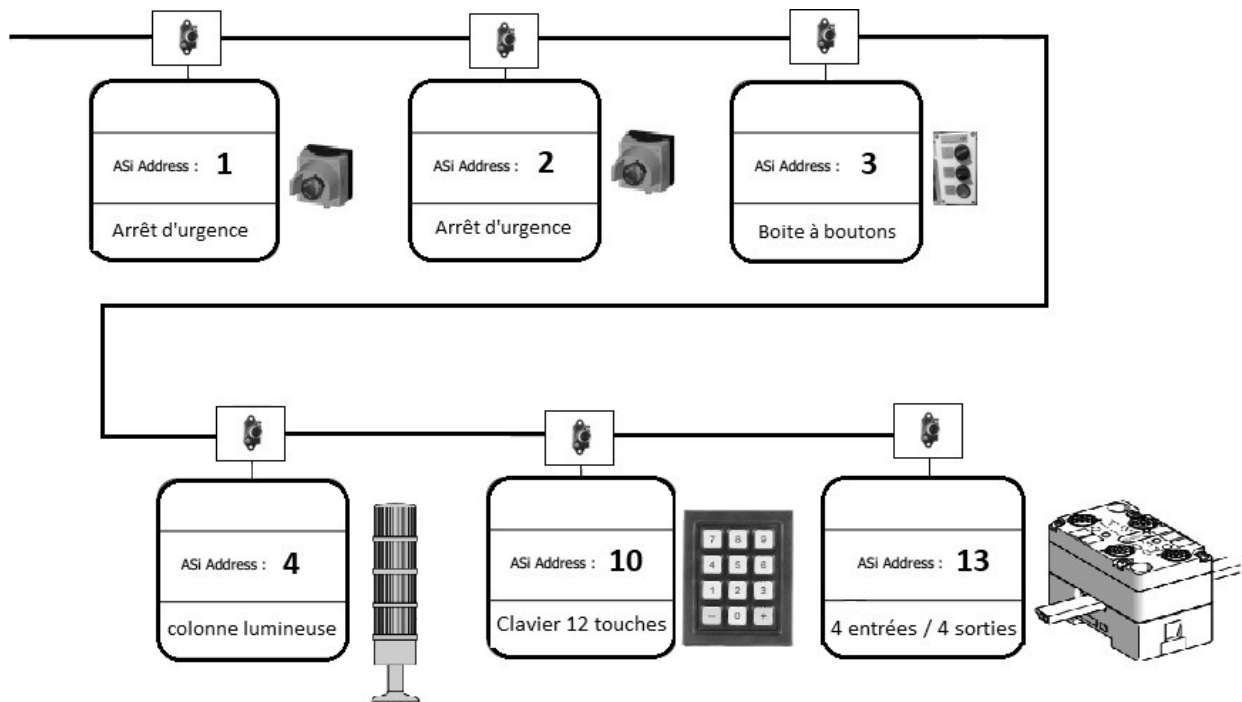 ASi Address : 1
Arrêt d'urgence
ASi Address : 2
Arrêt d'urgence
ASi Address : 3
Boite à boutons
ASi Address : 4
colonne lumineuse
ASi Address : 10
Clavier 12 touches
7 8 9
4 5 6
1 2 3
– 0 +
ASi Address : 13
4 entrées / 4 sorties